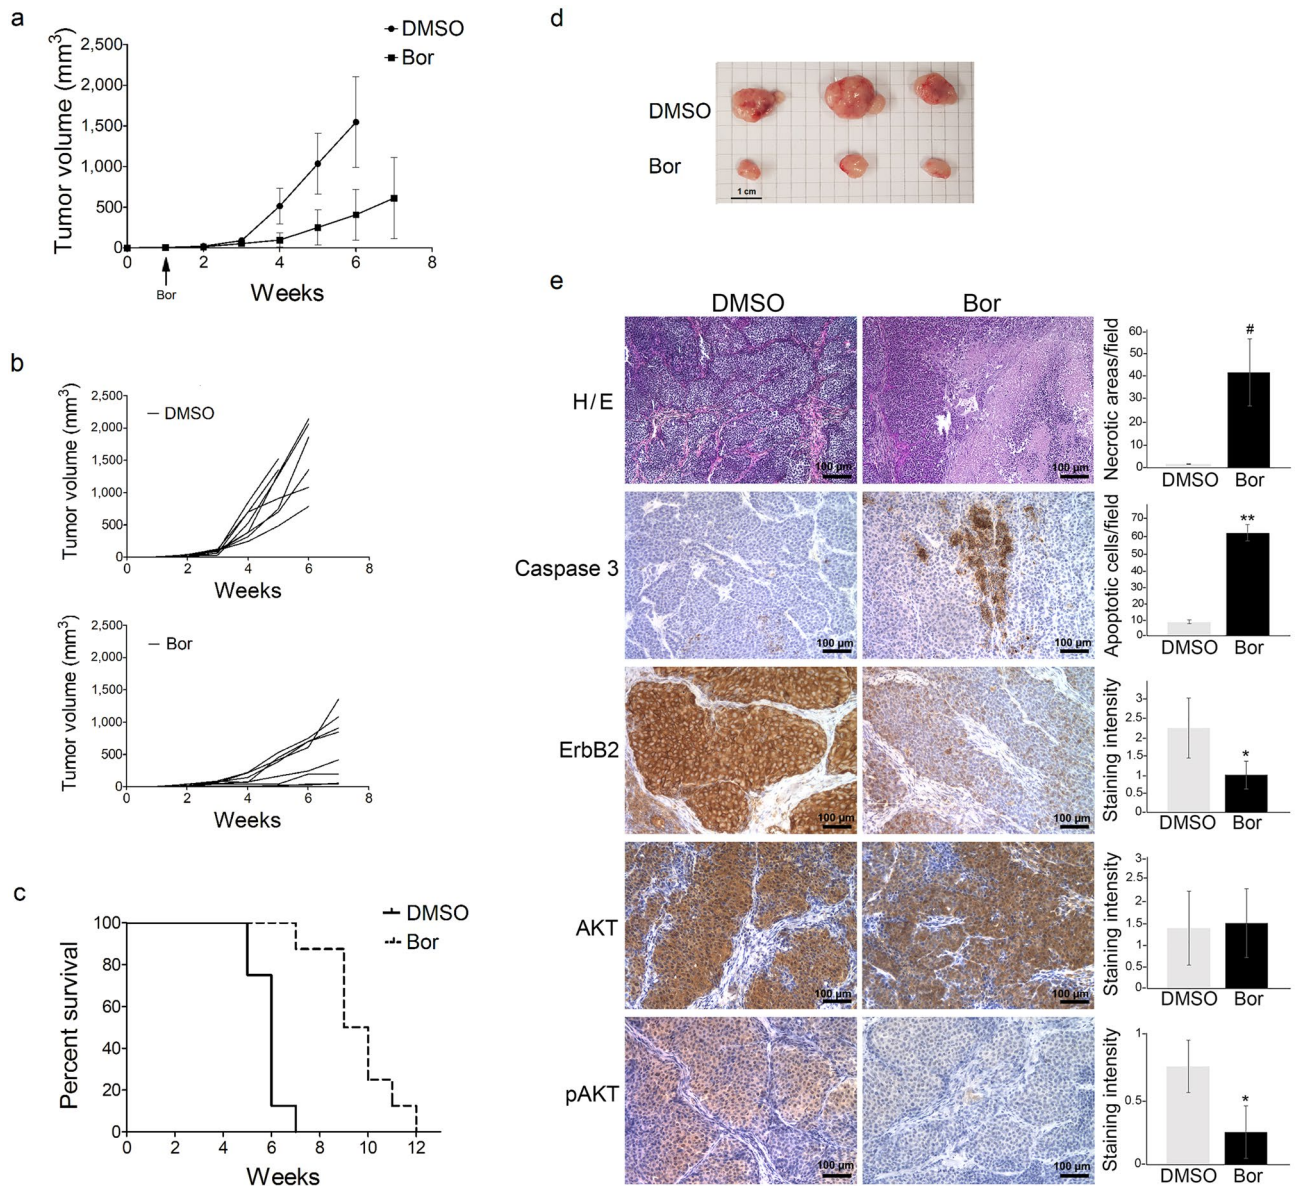 a
DMSO
Bor
Tumor volume (mm³)
2,500
2,000
1,500
1,000
500
0
0 2 4 6 8
Bor
Weeks
b
Tumor volume (mm³)
2,500
2,000
1,500
1,000
500
0
DMSO
0 2 4 6 8
Weeks
Tumor volume (mm³)
2,500
2,000
1,500
1,000
500
0
Bor
0 2 4 6 8
Weeks
c
DMSO
Bor
Percent survival
100
80
60
40
20
0
0 2 4 6 8 10 12
Weeks
d
DMSO
Bor
1 cm
e
DMSO Bor
H/E
100 µm 100 µm
Necrotic areas/field
60
50
40
30
20
10
0
#
DMSO Bor
Caspase 3
100 µm 100 µm
Apoptotic cells/field
70
60
50
40
30
20
10
0
**
DMSO Bor
ErbB2
100 µm 100 µm
Staining intensity
3
2.5
2
1.5
1
0.5
0
*
DMSO Bor
AKT
100 µm 100 µm
Staining intensity
3
2.5
2
1.5
1
0.5
0
DMSO Bor
pAKT
100 µm 100 µm
Staining intensity
1
0.5
0
*
DMSO Bor